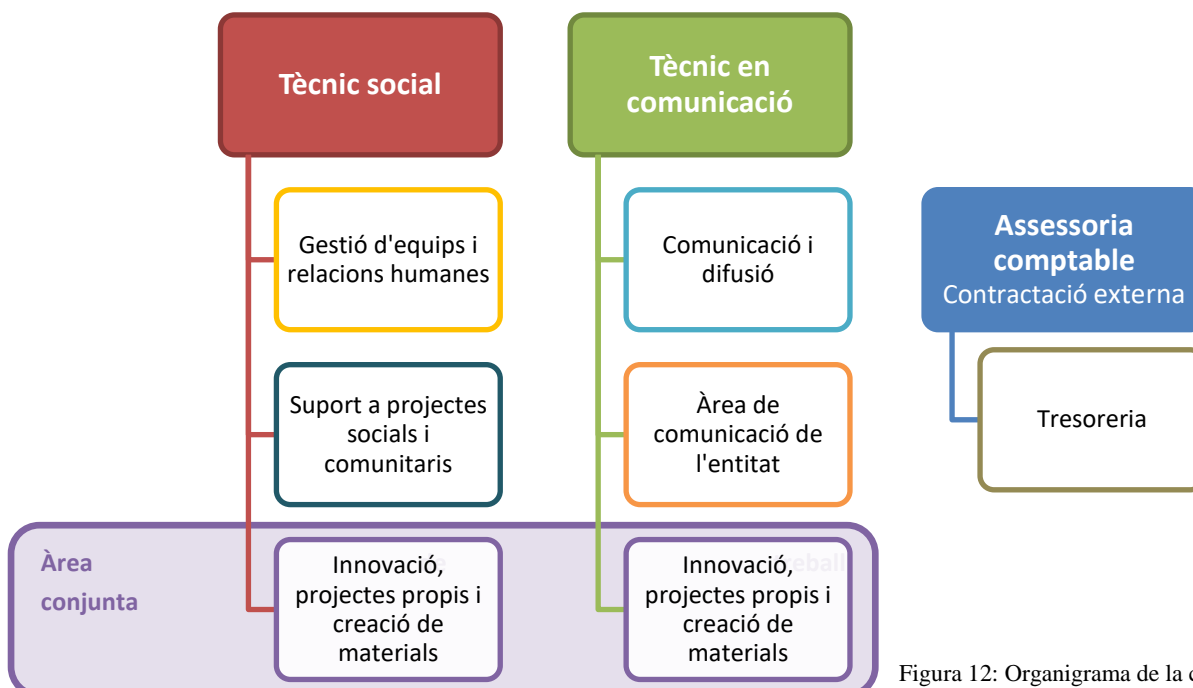 Tècnic social
Gestió d'equips i
relacions humanes
Suport a projectes
socials i
comunitaris
Innovació,
projectes propis i
creació de
materials
Tècnic en
comunicació
Comunicació i
difusió
Àrea de
comunicació de
l'entitat
Innovació,
projectes propis i
creació de
materials
Assessoria
comptable
Contractació externa
Tresoreria
Àrea
conjunta
Figura 12: Organigrama de la